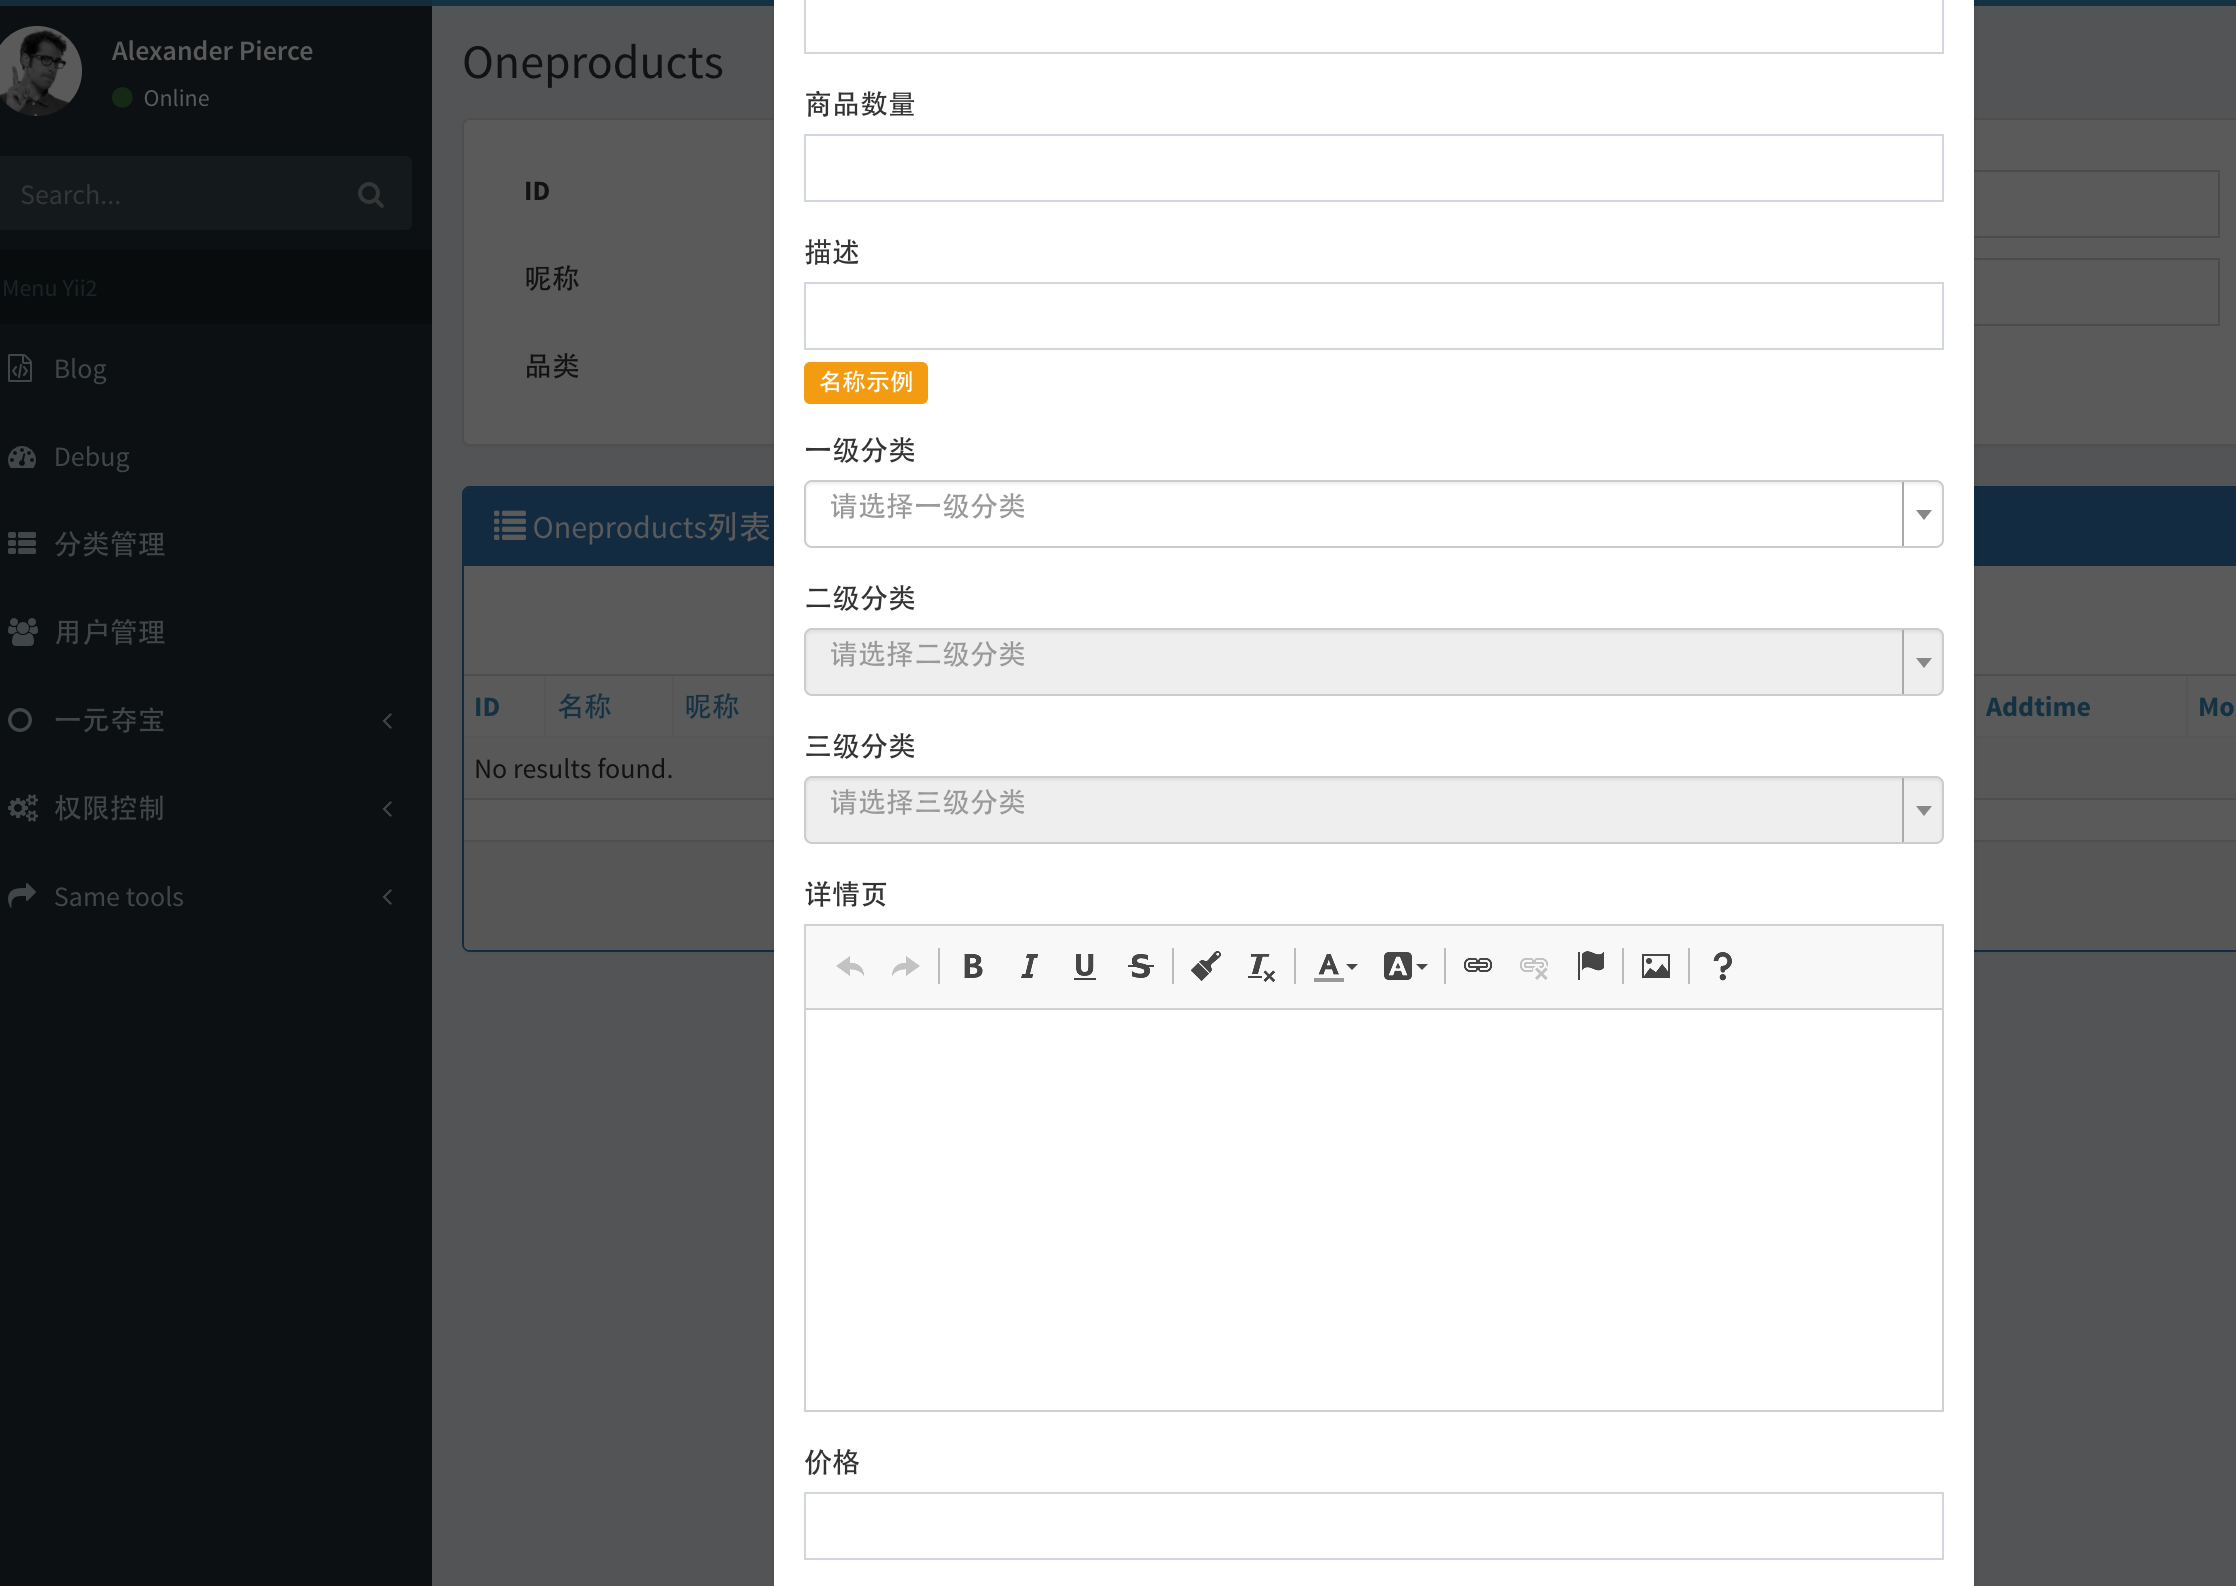 Alexander Pierce
Online
Search...
Menu Yii2
Blog
Debug
分类管理
用户管理
一元夺宝
权限控制
Same tools
Oneproducts
ID
昵称
品类
Oneproducts列表
ID 名称 昵称 Addtime Mo
No results found.
商品数量
描述
名称示例
一级分类
请选择一级分类
二级分类
请选择二级分类
三级分类
请选择三级分类
详情页
价格